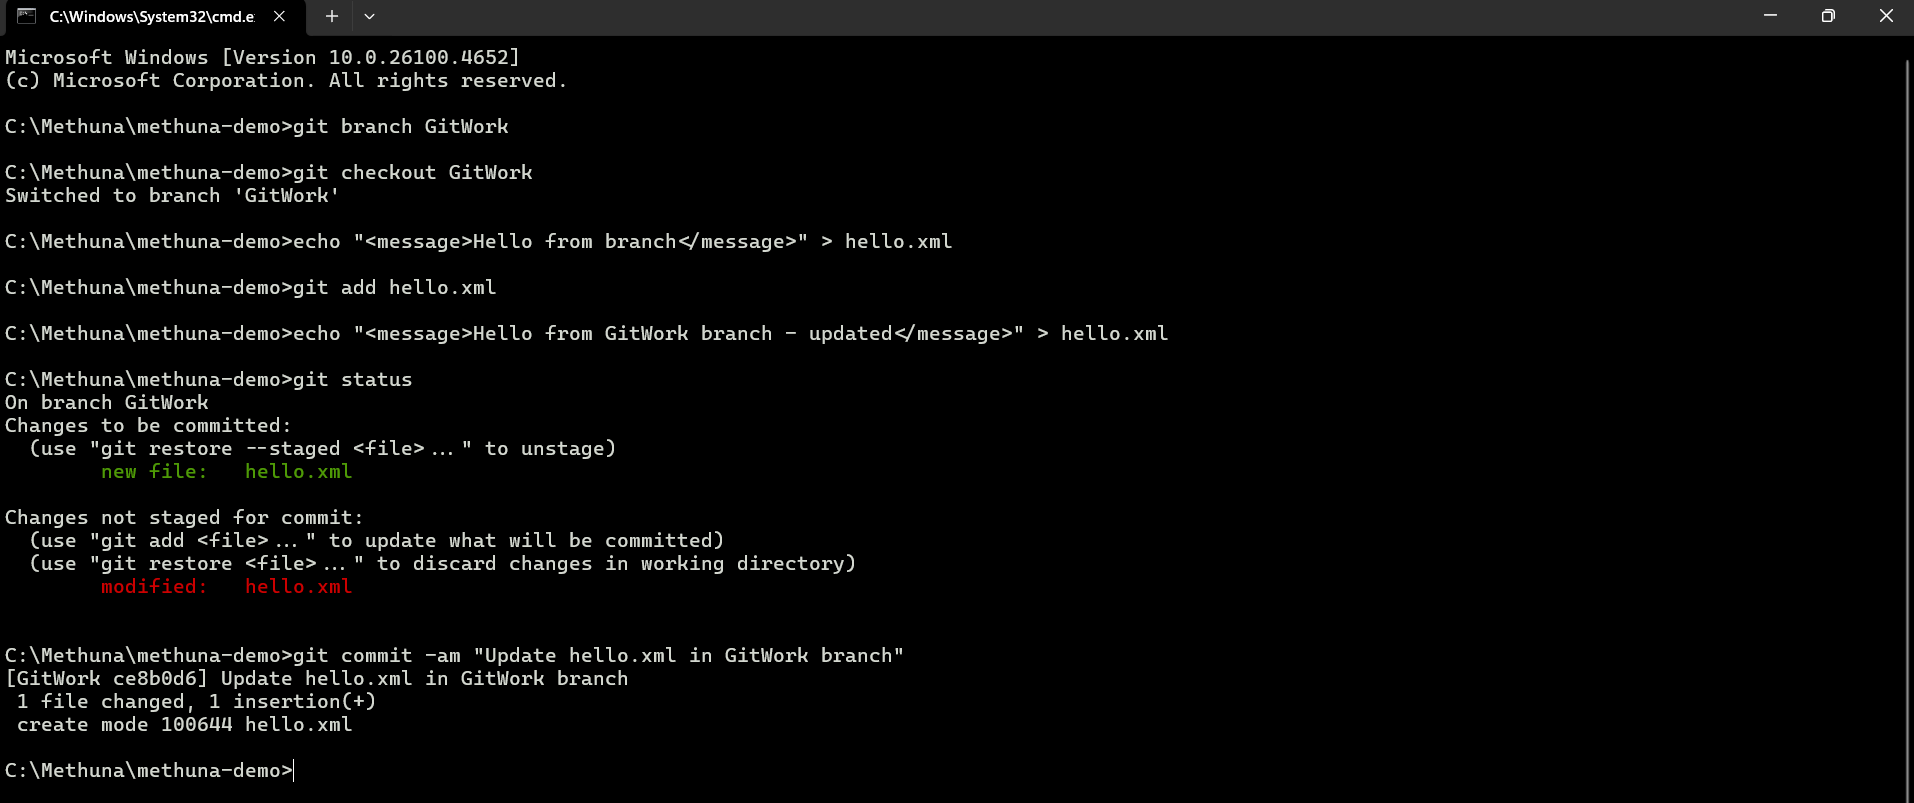 C:\Windows\System32\cmd.e
Microsoft Windows [Version 10.0.26100.4652]
(c) Microsoft Corporation. All rights reserved.
C:\Methuna\methuna-demo>git branch GitWork
C:\Methuna\methuna-demo>git checkout GitWork
Switched to branch 'GitWork'
C:\Methuna\methuna-demo>echo "<message>Hello from branch</message>" > hello.xml
C:\Methuna\methuna-demo>git add hello.xml
C:\Methuna\methuna-demo>echo "<message>Hello from GitWork branch - updated</message>" > hello.xml
C:\Methuna\methuna-demo>git status
On branch GitWork
Changes to be committed:
  (use "git restore --staged <file>..." to unstage)
        new file:   hello.xml
Changes not staged for commit:
  (use "git add <file>..." to update what will be committed)
  (use "git restore <file>..." to discard changes in working directory)
        modified:   hello.xml
C:\Methuna\methuna-demo>git commit -am "Update hello.xml in GitWork branch"
[GitWork ce8b0d6] Update hello.xml in GitWork branch
 1 file changed, 1 insertion(+)
 create mode 100644 hello.xml
C:\Methuna\methuna-demo>